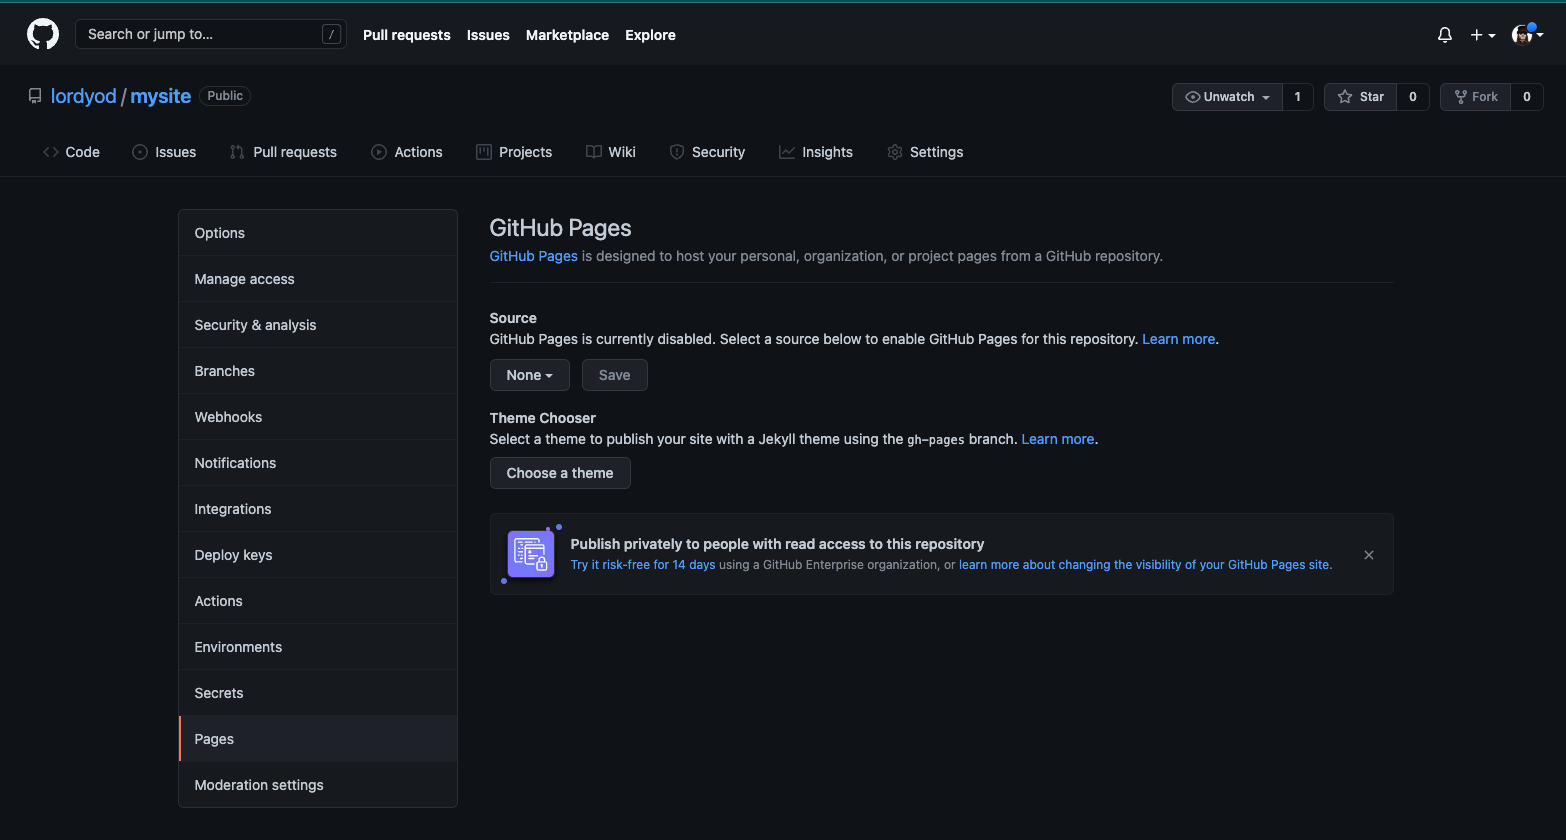 Search or jump to... /
Pull requests Issues Marketplace Explore
lordyod / mysite Public
Unwatch 1 Star 0 Fork 0
Code Issues Pull requests Actions Projects Wiki Security Insights Settings
Options
Manage access
Security & analysis
Branches
Webhooks
Notifications
Integrations
Deploy keys
Actions
Environments
Secrets
Pages
Moderation settings
GitHub Pages
GitHub Pages is designed to host your personal, organization, or project pages from a GitHub repository.
Source
GitHub Pages is currently disabled. Select a source below to enable GitHub Pages for this repository. Learn more.
None Save
Theme Chooser
Select a theme to publish your site with a Jekyll theme using the gh-pages branch. Learn more.
Choose a theme
Publish privately to people with read access to this repository
Try it risk-free for 14 days using a GitHub Enterprise organization, or learn more about changing the visibility of your GitHub Pages site.